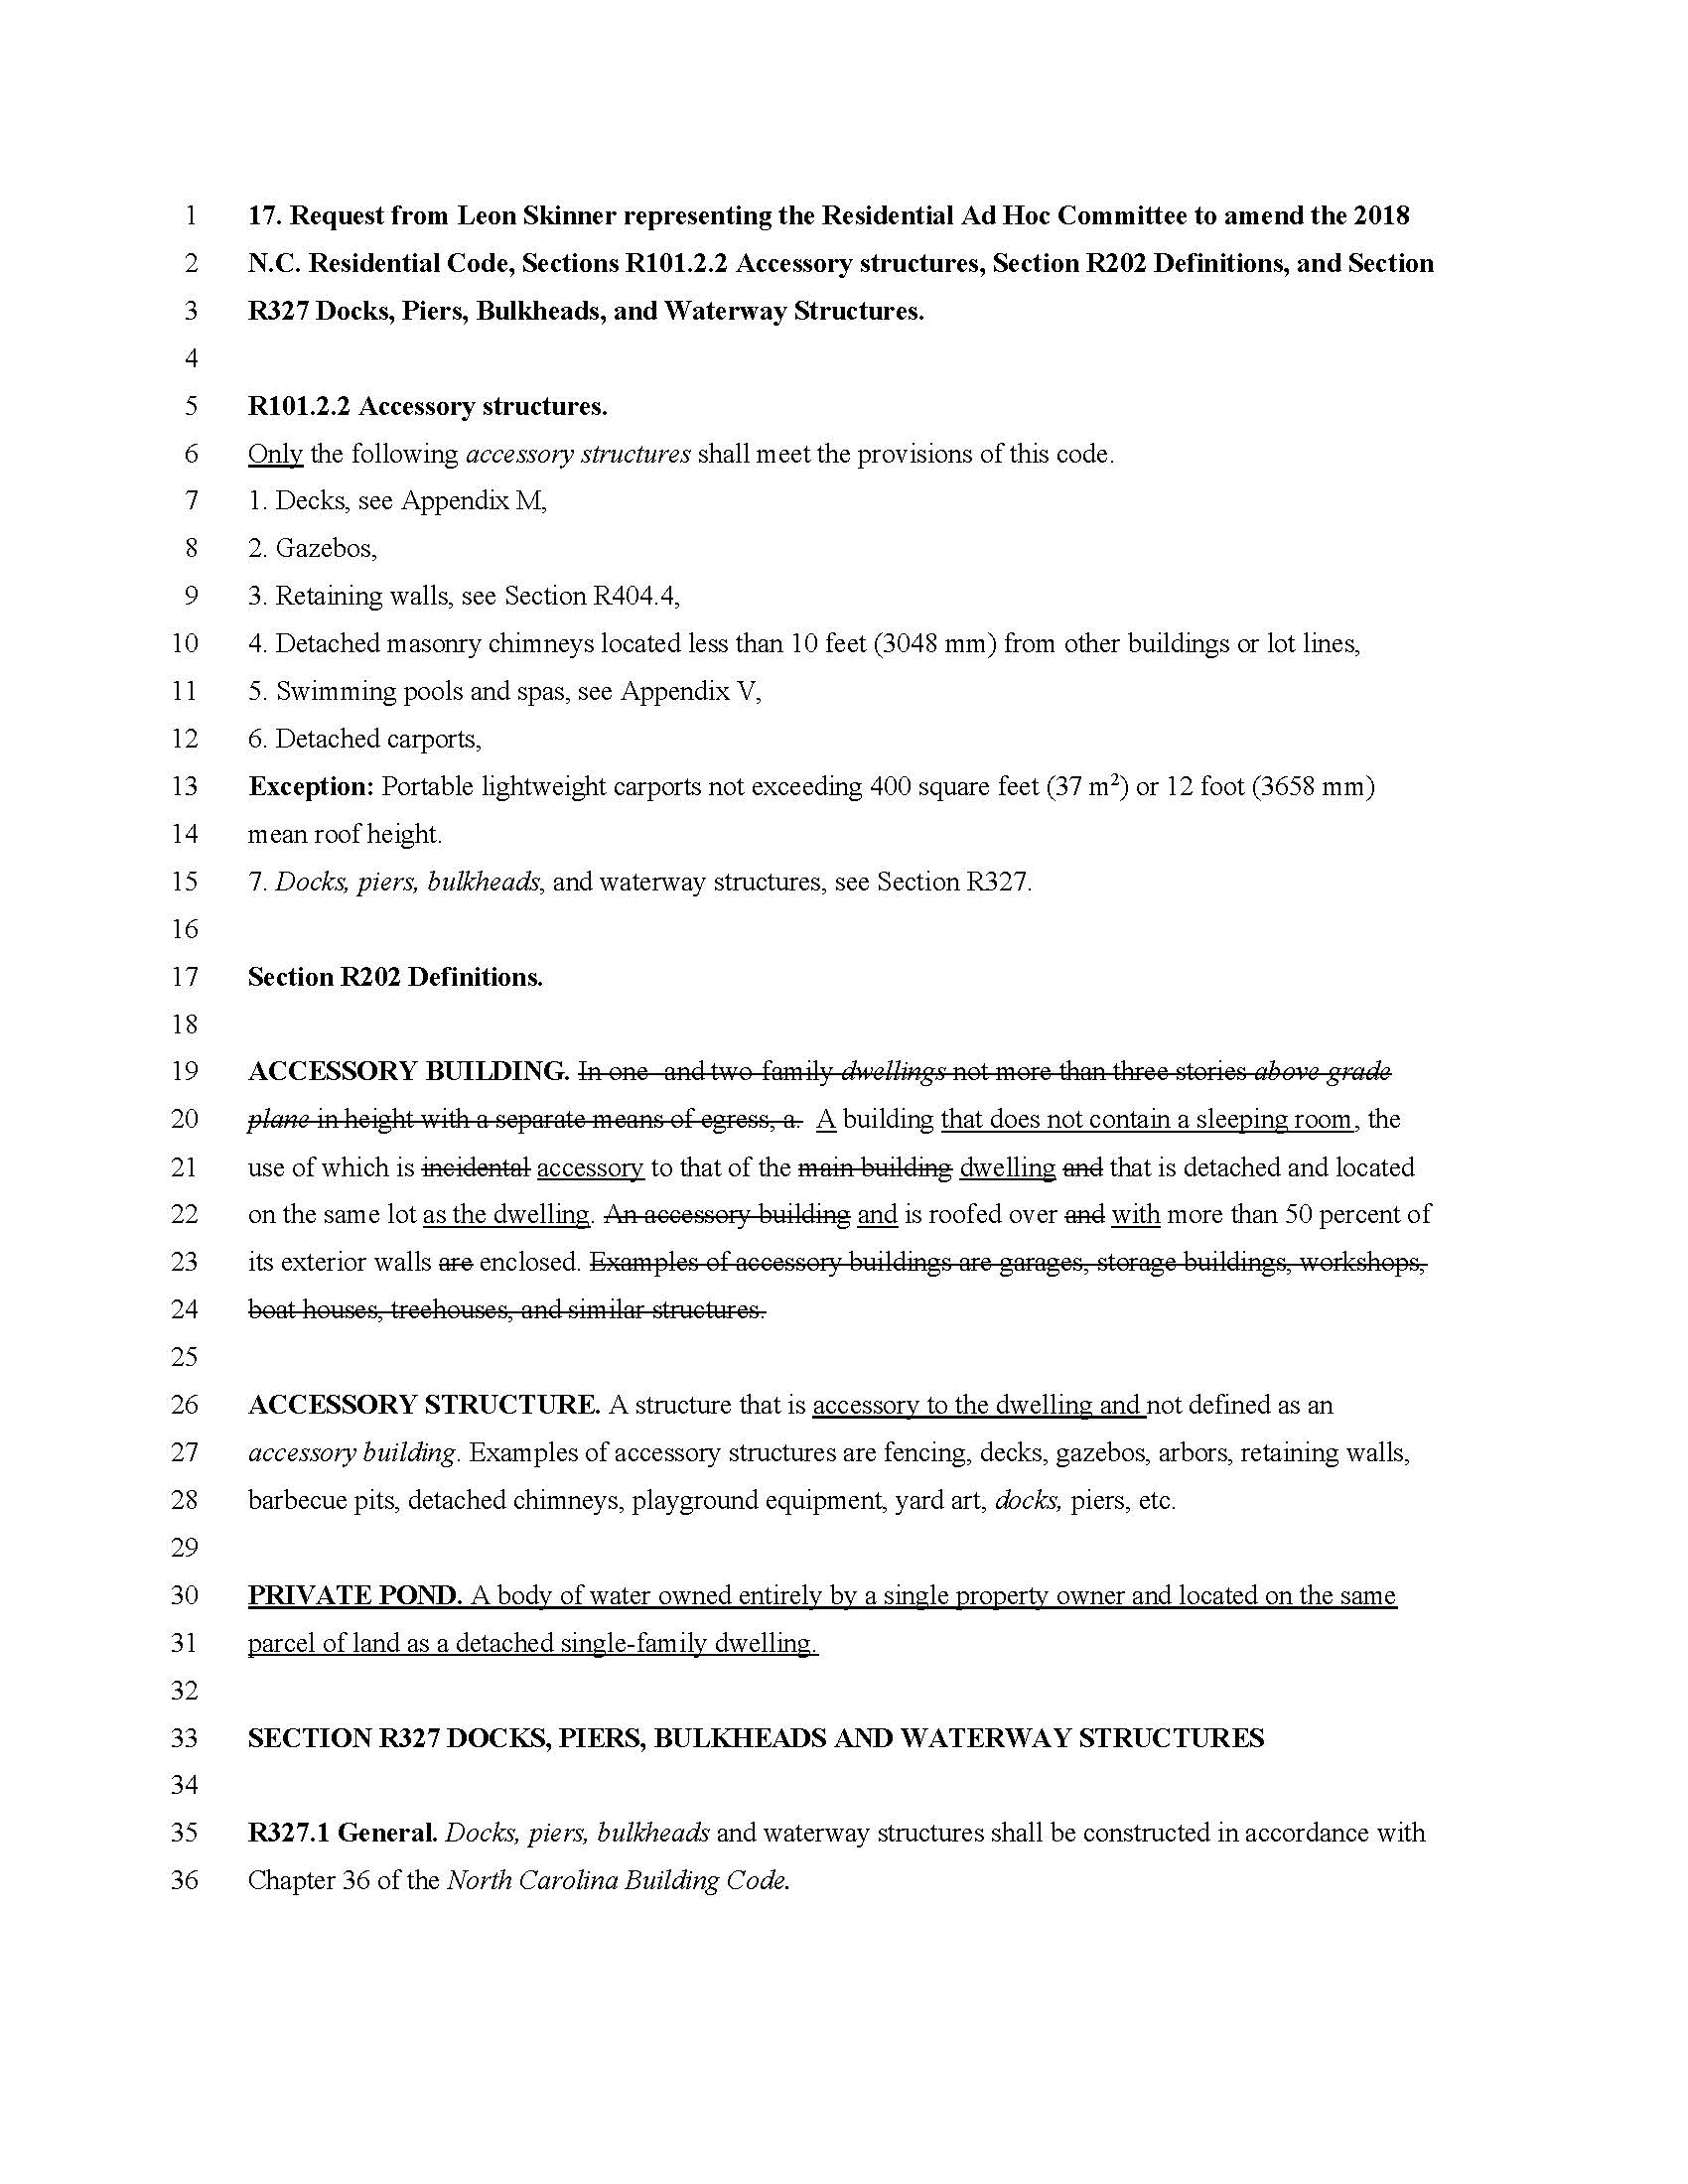 1 17. Request from Leon Skinner representing the Residential Ad Hoc Committee to amend the 2018
2 N.C. Residential Code, Sections R101.2.2 Accessory structures, Section R202 Definitions, and Section
3 R327 Docks, Piers, Bulkheads, and Waterway Structures.
4
5 R101.2.2 Accessory structures.
6 Only the following accessory structures shall meet the provisions of this code.
7 1. Decks, see Appendix M,
8 2. Gazebos,
9 3. Retaining walls, see Section R404.4,
10 4. Detached masonry chimneys located less than 10 feet (3048 mm) from other buildings or lot lines,
11 5. Swimming pools and spas, see Appendix V,
12 6. Detached carports,
13 Exception: Portable lightweight carports not exceeding 400 square feet (37 m²) or 12 foot (3658 mm)
14 mean roof height.
15 7. Docks, piers, bulkheads, and waterway structures, see Section R327.
16
17 Section R202 Definitions.
18
19 ACCESSORY BUILDING. In one- and two-family dwellings not more than three stories above grade
20 plane in height with a separate means of egress, a. A building that does not contain a sleeping room, the
21 use of which is incidental accessory to that of the main building dwelling and that is detached and located
22 on the same lot as the dwelling. An accessory building and is roofed over and with more than 50 percent of
23 its exterior walls are enclosed. Examples of accessory buildings are garages, storage buildings, workshops,
24 boat houses, treehouses, and similar structures.
25
26 ACCESSORY STRUCTURE. A structure that is accessory to the dwelling and not defined as an
27 accessory building. Examples of accessory structures are fencing, decks, gazebos, arbors, retaining walls,
28 barbecue pits, detached chimneys, playground equipment, yard art, docks, piers, etc.
29
30 PRIVATE POND. A body of water owned entirely by a single property owner and located on the same
31 parcel of land as a detached single-family dwelling.
32
33 SECTION R327 DOCKS, PIERS, BULKHEADS AND WATERWAY STRUCTURES
34
35 R327.1 General. Docks, piers, bulkheads and waterway structures shall be constructed in accordance with
36 Chapter 36 of the North Carolina Building Code.